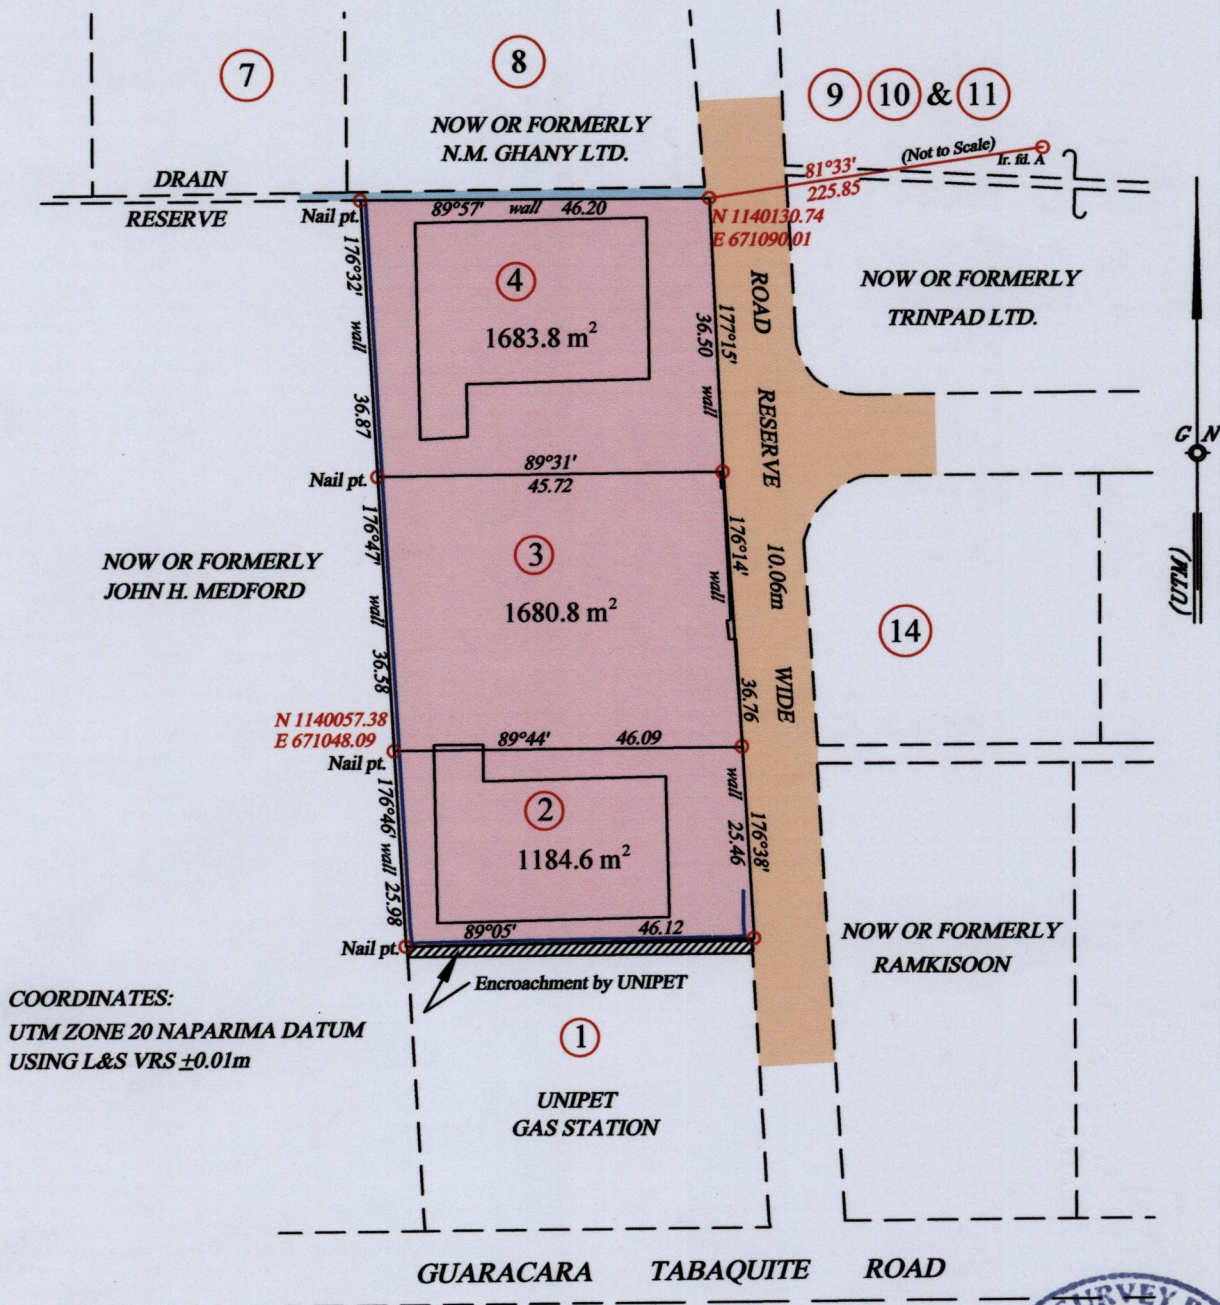 7
8
9 10 & 11
NOW OR FORMERLY
N.M. GHANY LTD.
(Not to Scale)
Ir. fd. A
81°33'
225.85
DRAIN
RESERVE
Nail pt.
89°57' wall 46.20
N 1140130.74
E 671090.01
176°32' wall 36.87
4
1683.8 m²
177°15'
36.50 wall
NOW OR FORMERLY
TRINPAD LTD.
ROAD RESERVE 10.06m WIDE
G N
(U.T.M.)
Nail pt.
89°31'
45.72
176°47' wall 36.58
NOW OR FORMERLY
JOHN H. MEDFORD
3
1680.8 m²
176°14'
wall
36.76
14
N 1140057.38
E 671048.09
Nail pt.
89°44' 46.09
176°46' wall 25.98
2
1184.6 m²
wall
25.46
176°38'
89°05' 46.12
Nail pt.
NOW OR FORMERLY
RAMKISOON
Encroachment by UNIPET
COORDINATES:
UTM ZONE 20 NAPARIMA DATUM
USING L&S VRS ±0.01m
1
UNIPET
GAS STATION
GUARACARA TABAQUITE ROAD
SURVEY